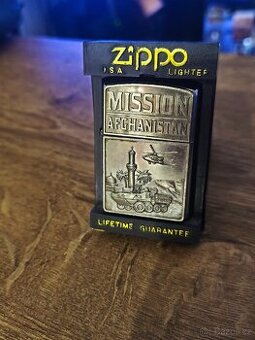 zippo
USA LIGHTER
MISSION
AFGHANISTAN
LIFETIME GUARANTEE